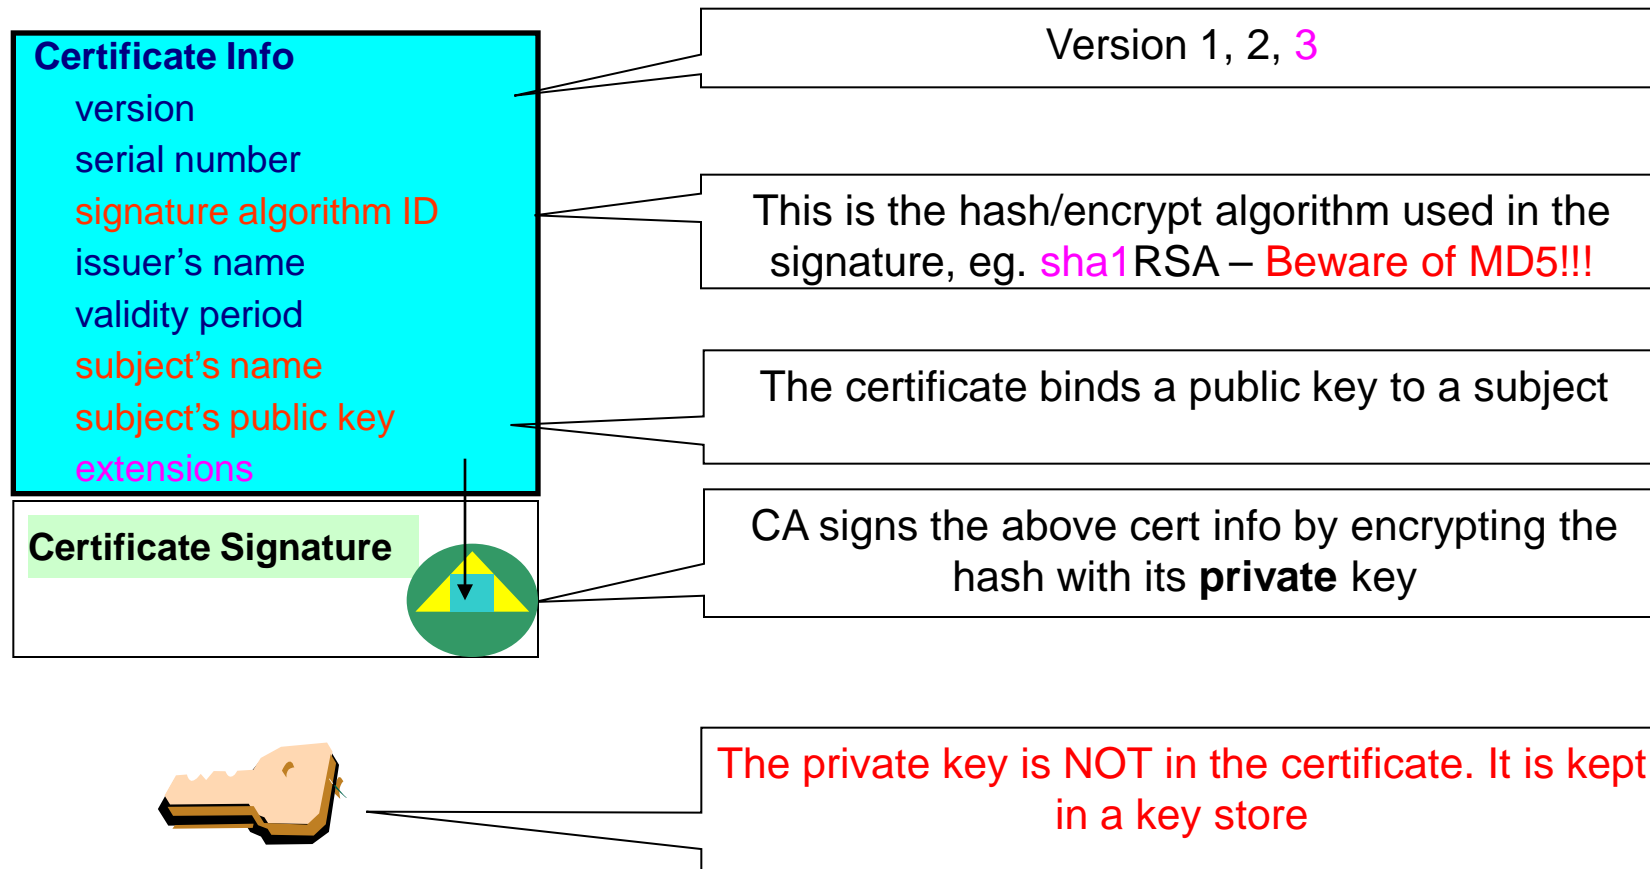 Certificate Info
version
serial number
signature algorithm ID
issuer’s name
validity period
subject’s name
subject’s public key
extensions
Certificate Signature
Version 1, 2, 3
This is the hash/encrypt algorithm used in the
signature, eg. sha1RSA – Beware of MD5!!!
The certificate binds a public key to a subject
CA signs the above cert info by encrypting the
hash with its private key
The private key is NOT in the certificate. It is kept
in a key store